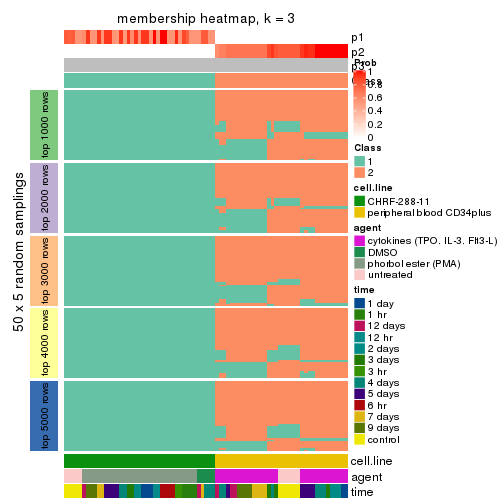 membership heatmap, k = 3
p1
p2
p3
Prob
Class
1
0.8
0.6
0.4
0.2
0
Class
1
2
cell.line
CHRF-288-11
peripheral blood CD34plus
agent
cytokines (TPO, IL-3, Flt3-L)
DMSO
phorbol ester (PMA)
untreated
time
1 day
1 hr
12 days
12 hr
2 days
3 days
3 hr
4 days
5 days
6 hr
7 days
9 days
control
50 x 5 random samplings
top 1000 rows
top 2000 rows
top 3000 rows
top 4000 rows
top 5000 rows
cell.line
agent
time